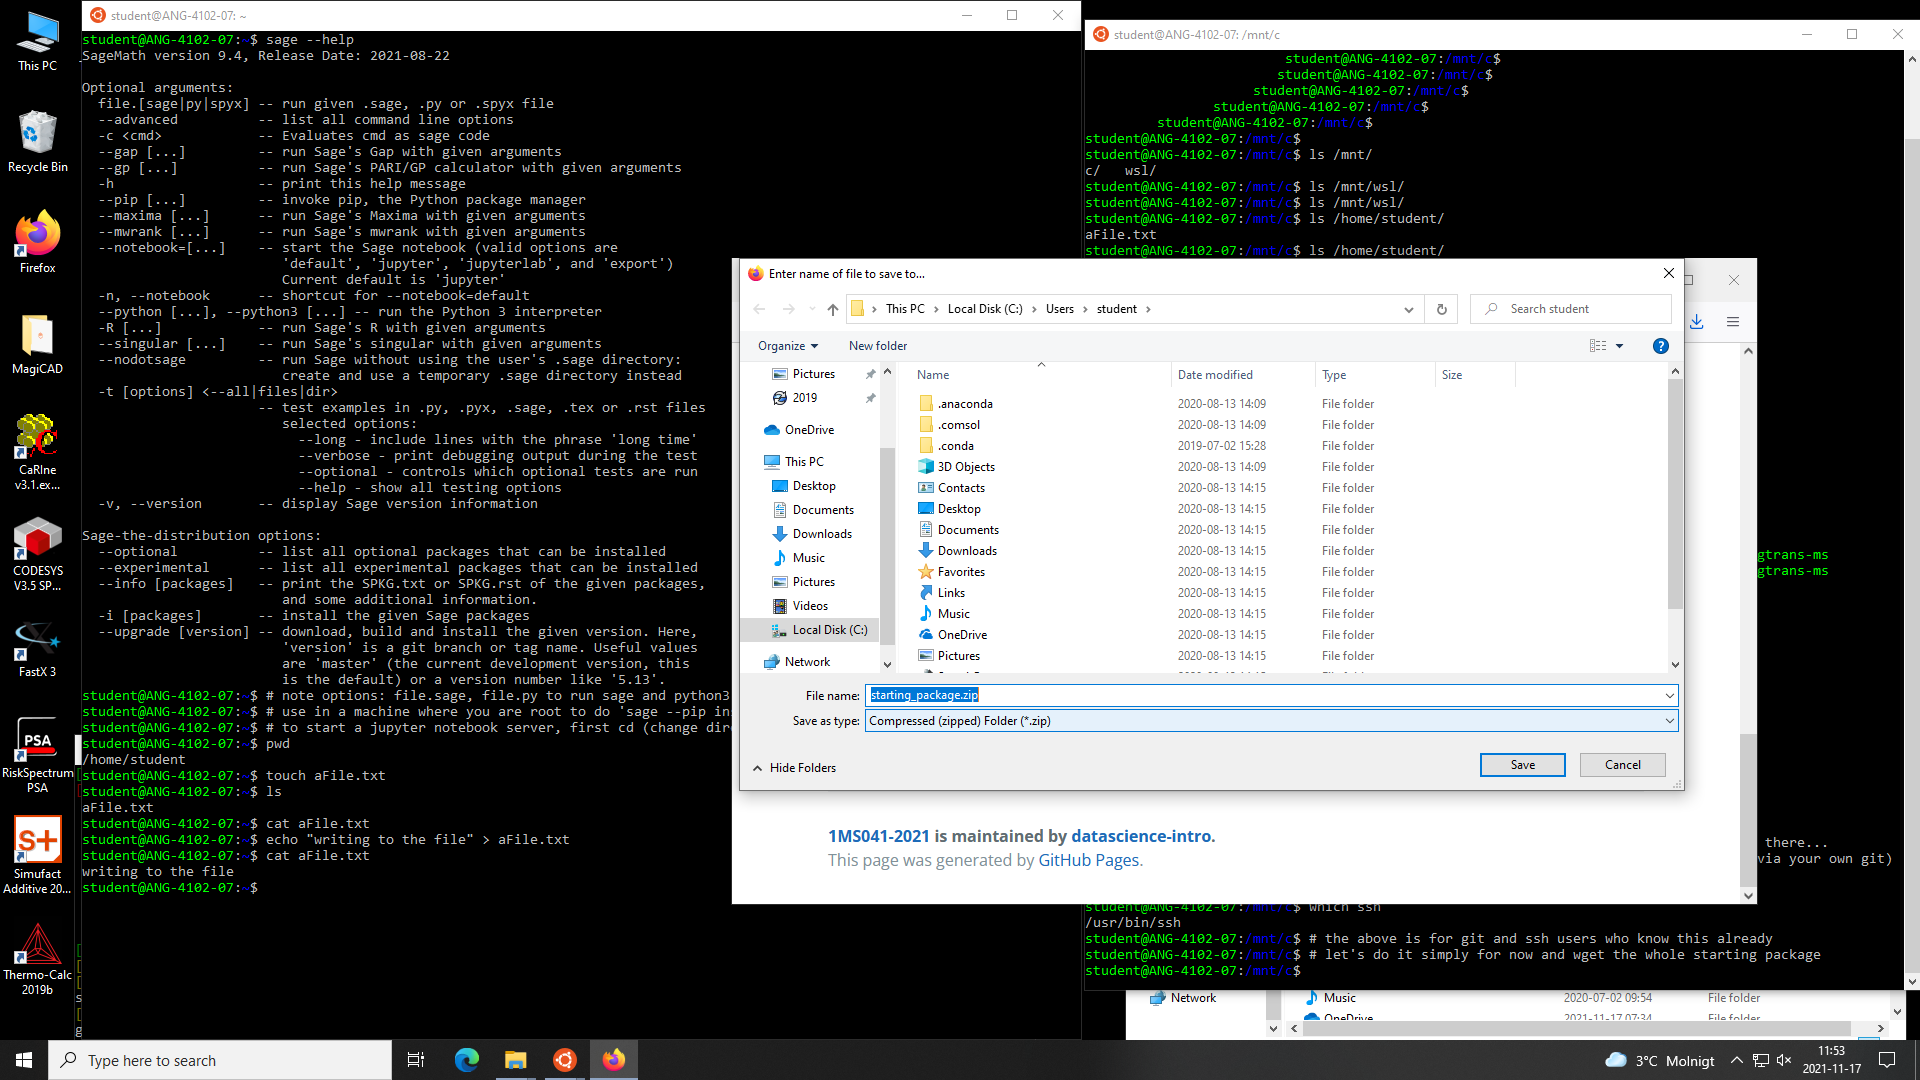 This PC
Recycle Bin
Firefox
MagiCAD
CaRIne
v3.1.ex...
CODESYS
V3.5 SP...
FastX 3
RiskSpectrum
PSA
Simufact
Additive 20...
Thermo-Calc
2019b
student@ANG-4102-07: ~
student@ANG-4102-07:~$ sage --help
SageMath version 9.4, Release Date: 2021-08-22
Optional arguments:
file.[sage|py|spyx] -- run given .sage, .py or .spyx file
--advanced -- list all command line options
-c <cmd> -- Evaluates cmd as sage code
--gap [...] -- run Sage's Gap with given arguments
--gp [...] -- run Sage's PARI/GP calculator with given arguments
-h -- print this help message
--pip [...] -- invoke pip, the Python package manager
--maxima [...] -- run Sage's Maxima with given arguments
--mwrank [...] -- run Sage's mwrank with given arguments
--notebook=[...] -- start the Sage notebook (valid options are
'default', 'jupyter', 'jupyterlab', and 'export')
Current default is 'jupyter'
-n, --notebook -- shortcut for --notebook=default
--python [...], --python3 [...] -- run the Python 3 interpreter
-R [...] -- run Sage's R with given arguments
--singular [...] -- run Sage's singular with given arguments
--nodotsage -- run Sage without using the user's .sage directory:
create and use a temporary .sage directory instead
-t [options] <--all|files|dir>
-- test examples in .py, .pyx, .sage, .tex or .rst files
selected options:
--long - include lines with the phrase 'long time'
--verbose - print debugging output during the test
--optional - controls which optional tests are run
--help - show all testing options
-v, --version -- display Sage version information
Sage-the-distribution options:
--optional -- list all optional packages that can be installed
--experimental -- list all experimental packages that can be installed
--info [packages] -- print the SPKG.txt or SPKG.rst of the given packages,
and some additional information.
-i [packages] -- install the given Sage packages
--upgrade [version] -- download, build and install the given version. Here,
'version' is a git branch or tag name. Useful values
are 'master' (the current development version, this
is the default) or a version number like '5.13'.
student@ANG-4102-07:~$ # note options: file.sage, file.py to run sage and python3
student@ANG-4102-07:~$ # use in a machine where you are root to do 'sage --pip in
student@ANG-4102-07:~$ # to start a jupyter notebook server, first cd (change dir
student@ANG-4102-07:~$ pwd
/home/student
student@ANG-4102-07:~$ touch aFile.txt
student@ANG-4102-07:~$ ls
aFile.txt
student@ANG-4102-07:~$ cat aFile.txt
student@ANG-4102-07:~$ echo "writing to the file" > aFile.txt
student@ANG-4102-07:~$ cat aFile.txt
writing to the file
student@ANG-4102-07:~$
student@ANG-4102-07: /mnt/c
student@ANG-4102-07:/mnt/c$
student@ANG-4102-07:/mnt/c$
student@ANG-4102-07:/mnt/c$
student@ANG-4102-07:/mnt/c$
student@ANG-4102-07:/mnt/c$
student@ANG-4102-07:/mnt/c$
student@ANG-4102-07:/mnt/c$ ls /mnt/
c/ wsl/
student@ANG-4102-07:/mnt/c$ ls /mnt/wsl/
student@ANG-4102-07:/mnt/c$ ls /mnt/wsl/
student@ANG-4102-07:/mnt/c$ ls /home/student/
aFile.txt
student@ANG-4102-07:/mnt/c$ ls /home/student/
gtrans-ms
gtrans-ms
there...
via your own git)
student@ANG-4102-07:/mnt/c$ which ssh
/usr/bin/ssh
student@ANG-4102-07:/mnt/c$ # the above is for git and ssh users who know this already
student@ANG-4102-07:/mnt/c$ # let's do it simply for now and wget the whole starting package
student@ANG-4102-07:/mnt/c$
Enter name of file to save to...
This PC > Local Disk (C:) > Users > student >
Search student
Organize
New folder
Pictures
2019
OneDrive
This PC
Desktop
Documents
Downloads
Music
Pictures
Videos
Local Disk (C:)
Network
Name Date modified Type Size
.anaconda 2020-08-13 14:09 File folder
.comsol 2020-08-13 14:09 File folder
.conda 2019-07-02 15:28 File folder
3D Objects 2020-08-13 14:09 File folder
Contacts 2020-08-13 14:15 File folder
Desktop 2020-08-13 14:15 File folder
Documents 2020-08-13 14:15 File folder
Downloads 2020-08-13 14:15 File folder
Favorites 2020-08-13 14:15 File folder
Links 2020-08-13 14:15 File folder
Music 2020-08-13 14:15 File folder
OneDrive 2020-08-13 14:15 File folder
Pictures 2020-08-13 14:15 File folder
File name: starting_package.zip
Save as type: Compressed (zipped) Folder (*.zip)
Hide Folders
Save
Cancel
1MS041-2021 is maintained by datascience-intro.
This page was generated by GitHub Pages.
Network
Music 2020-07-02 09:54 File folder
OneDrive 2021-11-17 07:34 File folder
Type here to search
3°C Molnigt
11:53
2021-11-17